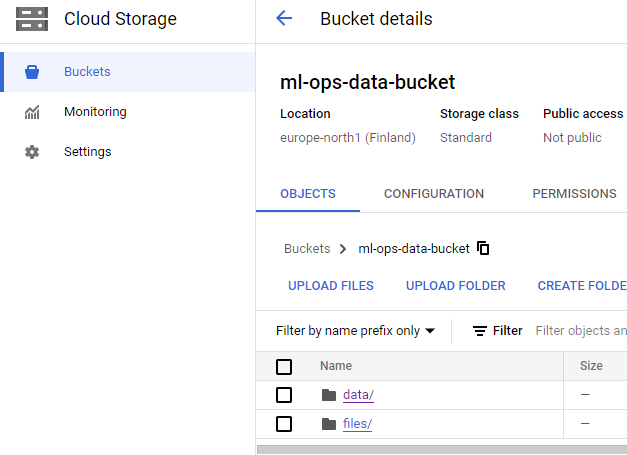 Cloud Storage
Bucket details
Buckets
Monitoring
Settings
ml-ops-data-bucket
Location Storage class Public access
europe-north1 (Finland) Standard Not public
OBJECTS CONFIGURATION PERMISSIONS
Buckets ml-ops-data-bucket
UPLOAD FILES UPLOAD FOLDER CREATE FOLDE
Filter by name prefix only Filter Filter objects an
Name Size
data/ —
files/ —